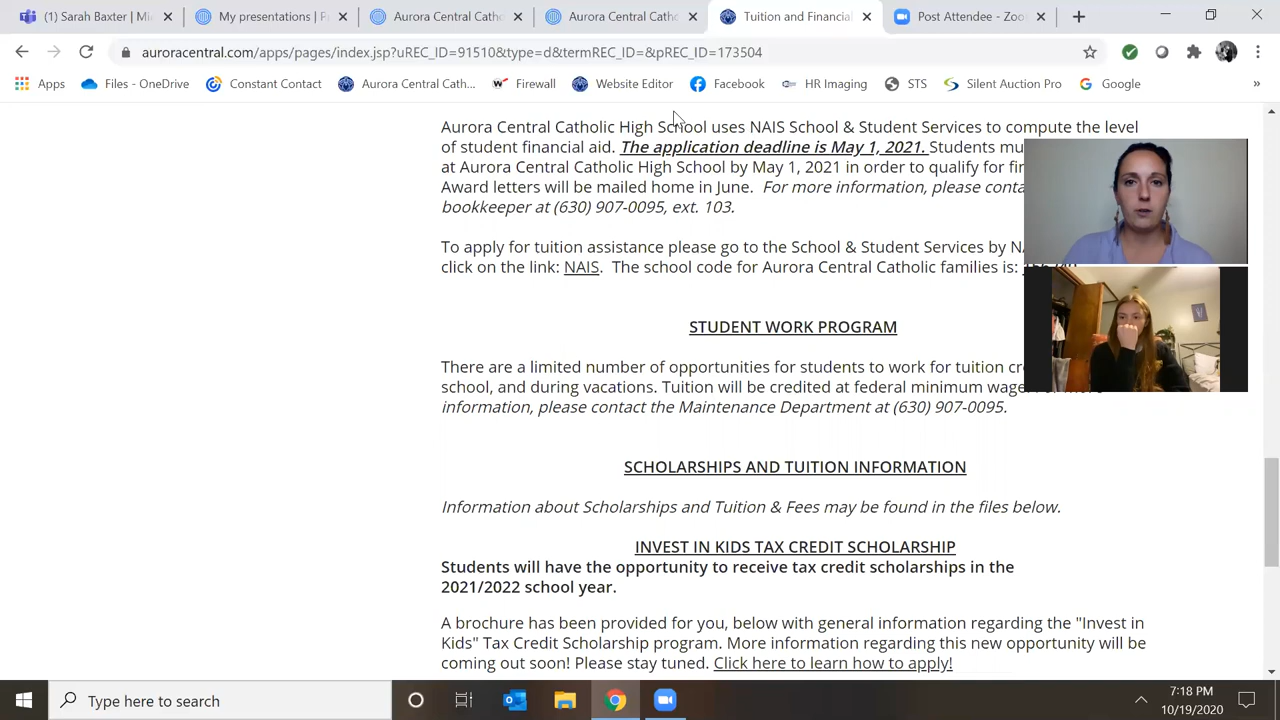 (1) Sarah Baxter | Mic
My presentations | P
Aurora Central Catho
Aurora Central Catho
Tuition and Financial
Post Attendee - Zoo
auroracentral.com/apps/pages/index.jsp?uREC_ID=91510&type=d&termREC_ID=&pREC_ID=173504
Apps
Files - OneDrive
Constant Contact
Aurora Central Cath...
Firewall
Website Editor
Facebook
HR Imaging
STS
Silent Auction Pro
Google
»
Aurora Central Catholic High School uses NAIS School & Student Services to compute the level
of student financial aid. The application deadline is May 1, 2021. Students mu
at Aurora Central Catholic High School by May 1, 2021 in order to qualify for fin
Award letters will be mailed home in June. For more information, please conta
bookkeeper at (630) 907-0095, ext. 103.
To apply for tuition assistance please go to the School & Student Services by NA
click on the link: NAIS. The school code for Aurora Central Catholic families is:
STUDENT WORK PROGRAM
There are a limited number of opportunities for students to work for tuition cre
school, and during vacations. Tuition will be credited at federal minimum wage. For more
information, please contact the Maintenance Department at (630) 907-0095.
SCHOLARSHIPS AND TUITION INFORMATION
Information about Scholarships and Tuition & Fees may be found in the files below.
INVEST IN KIDS TAX CREDIT SCHOLARSHIP
Students will have the opportunity to receive tax credit scholarships in the
2021/2022 school year.
A brochure has been provided for you, below with general information regarding the "Invest in
Kids" Tax Credit Scholarship program. More information regarding this new opportunity will be
coming out soon! Please stay tuned. Click here to learn how to apply!
Type here to search
7:18 PM
10/19/2020